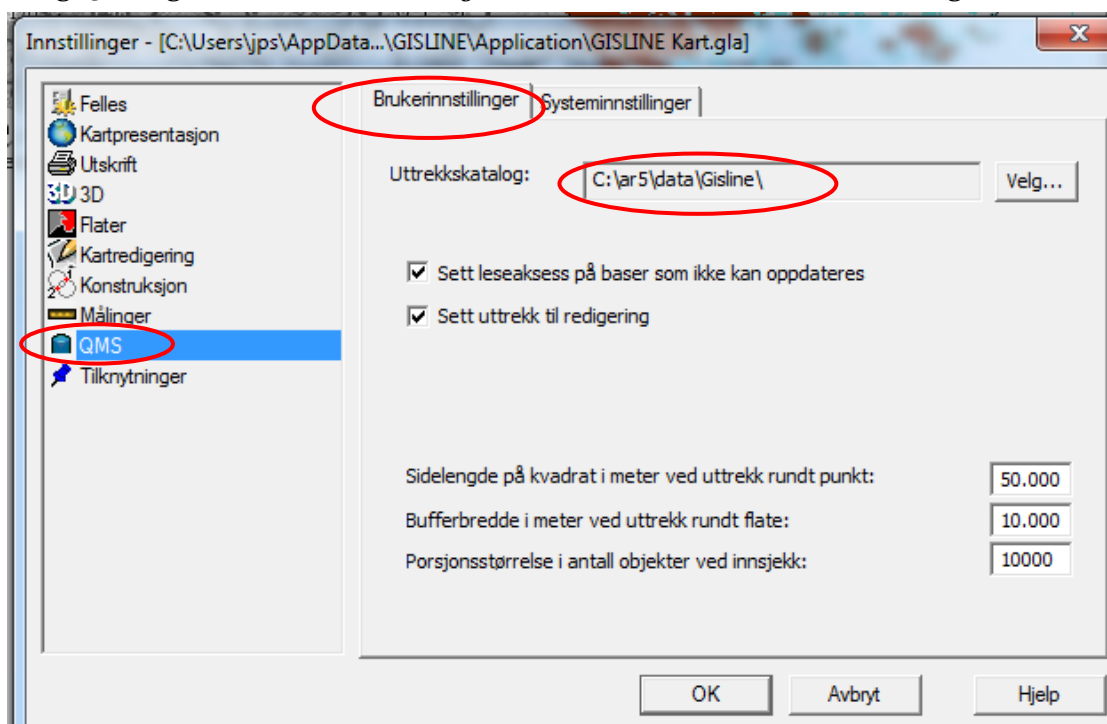 Innstillinger - [C:\Users\jps\AppData...\GISLINE\Application\GISLINE Kart.gla]
Felles
Kartpresentasjon
Utskrift
3D
Flater
Kartredigering
Konstruksjon
Målinger
QMS
Tilknytninger
Brukerinnstillinger
Systeminnstillinger
Uttrekkskatalog: C:\ar5\data\Gisline\ Velg...
Sett leseaksess på baser som ikke kan oppdateres
Sett uttrekk til redigering
Sidelengde på kvadrat i meter ved uttrekk rundt punkt: 50.000
Bufferbredde i meter ved uttrekk rundt flate: 10.000
Porsjonsstørrelse i antall objekter ved innsjekk: 10000
OK Avbryt Hjelp